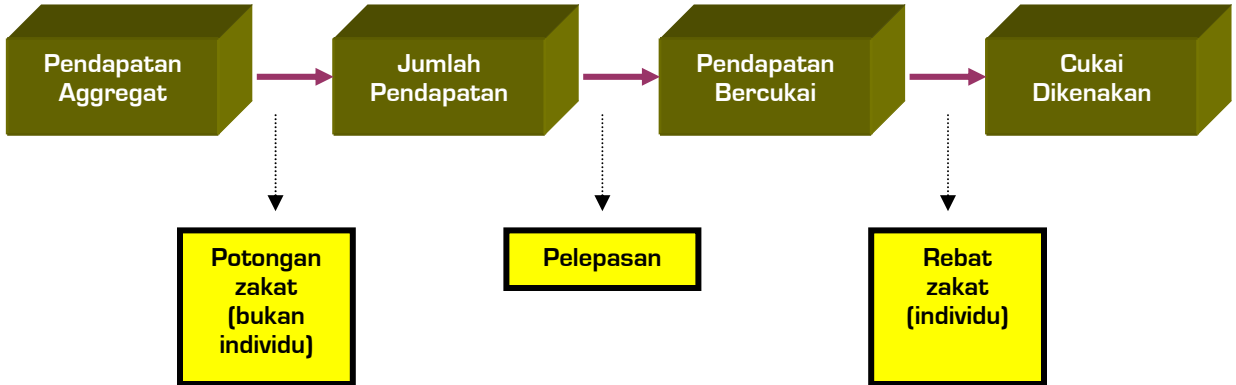 Pendapatan
Aggregat
Jumlah
Pendapatan
Pendapatan
Bercukai
Cukai
Dikenakan
Potongan
zakat
(bukan
individu)
Pelepasan
Rebat
zakat
(individu)